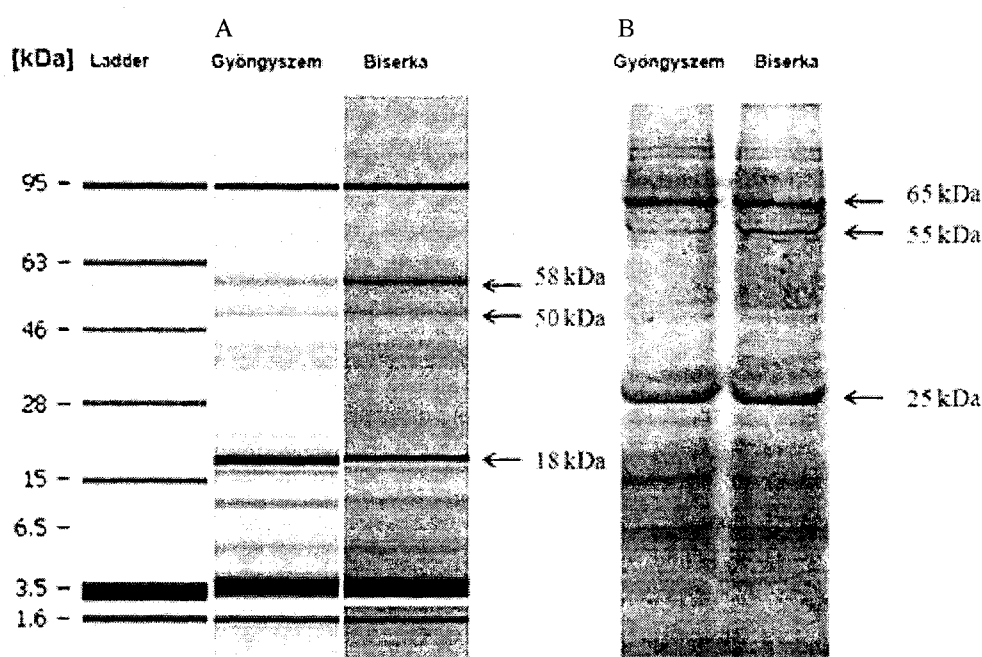 A B
[kDa] Ladder Gyöngyszem Biserka Gyöngyszem Biserka
95
65 kDa
55 kDa
63
58 kDa
50 kDa
46
28
25 kDa
18 kDa
15
6.5
3.5
1.6